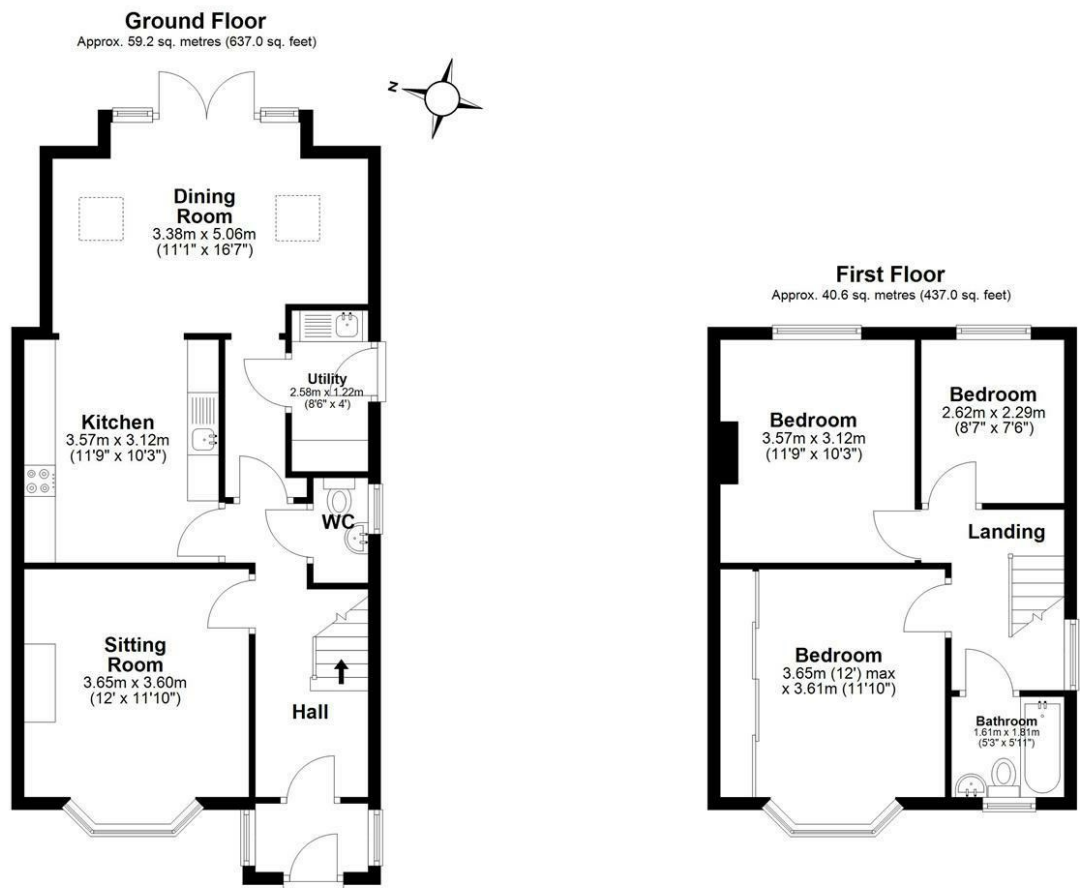 Ground Floor
Approx. 59.2 sq. metres (637.0 sq. feet)
N
Dining
Room
3.38m x 5.06m
(11'1" x 16'7")
Utility
2.58m x 1.22m
(8'6" x 4')
Kitchen
3.57m x 3.12m
(11'9" x 10'3")
WC
Sitting
Room
3.65m x 3.60m
(12' x 11'10")
Hall
First Floor
Approx. 40.6 sq. metres (437.0 sq. feet)
Bedroom
3.57m x 3.12m
(11'9" x 10'3")
Bedroom
2.62m x 2.29m
(8'7" x 7'6")
Landing
Bedroom
3.65m (12') max
x 3.61m (11'10")
Bathroom
1.61m x 1.81m
(5'3" x 5'11")